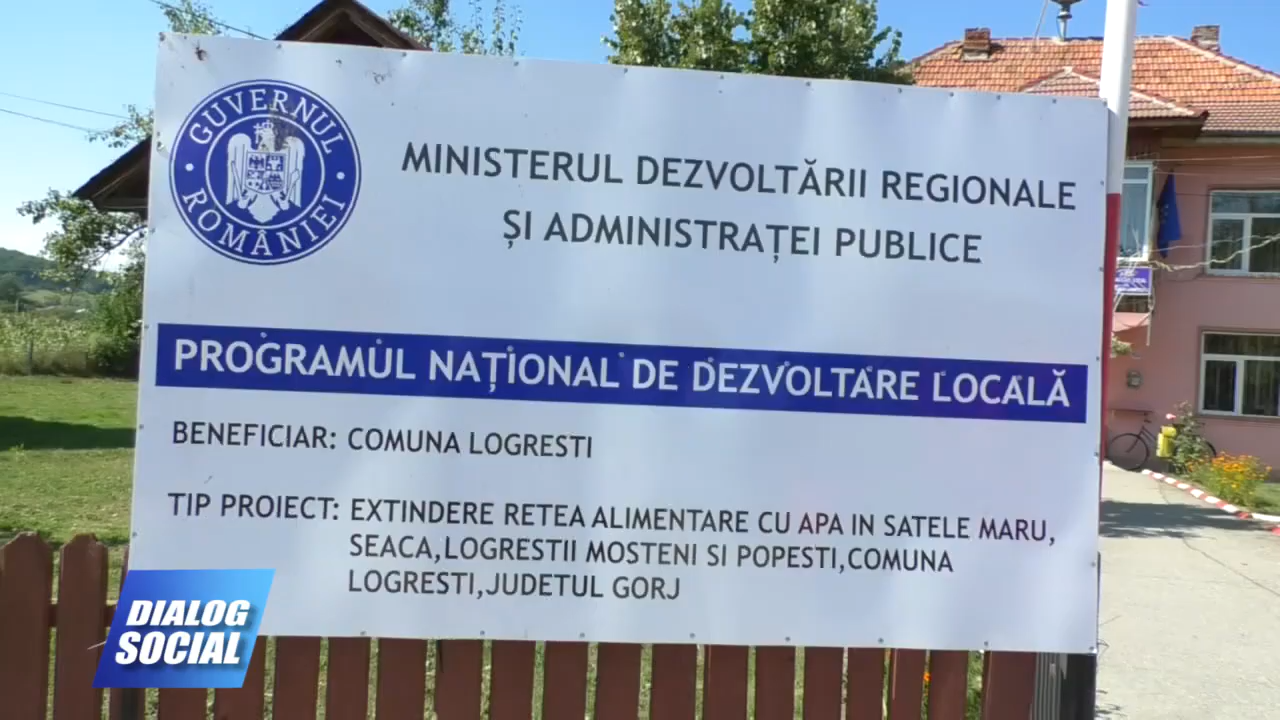 GUVERNUL
ROMÂNIEI
MINISTERUL DEZVOLTĂRII REGIONALE
ȘI ADMINISTRAȚEI PUBLICE
PROGRAMUL NAȚIONAL DE DEZVOLTARE LOCALĂ
BENEFICIAR: COMUNA LOGRESTI
TIP PROIECT: EXTINDERE RETEA ALIMENTARE CU APA IN SATELE MARU,
SEACA,LOGRESTII MOSTENI SI POPESTI,COMUNA
LOGRESTI,JUDETUL GORJ
DIALOG
SOCIAL